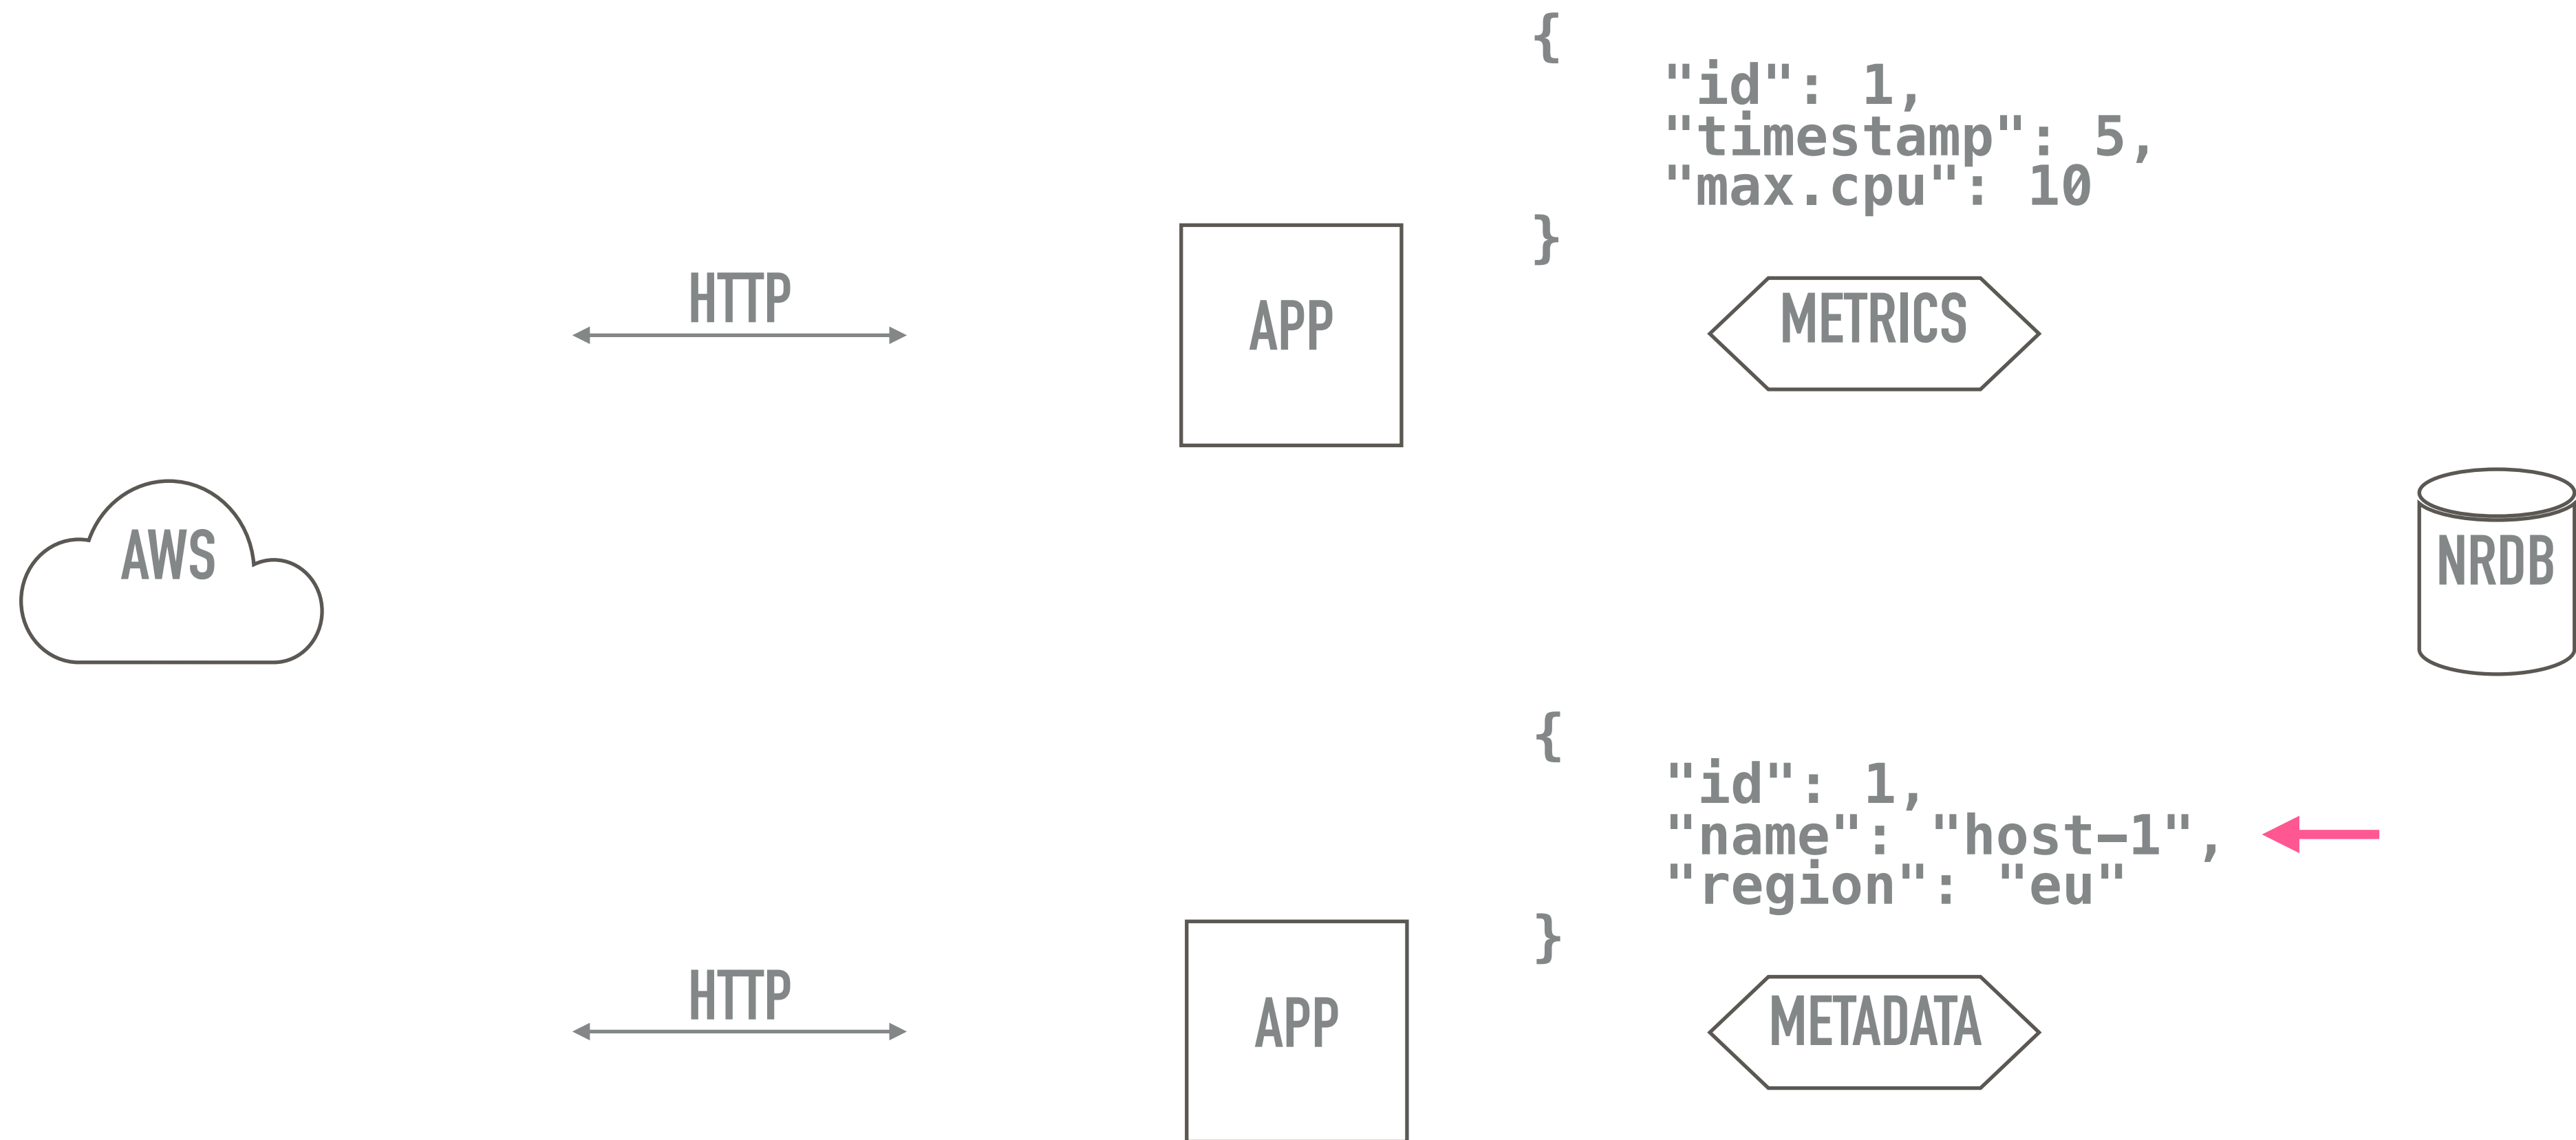 {
"id": 1,
"timestamp": 5,
"max.cpu": 10
}
HTTP
APP
METRICS
AWS
NRDB
{
"id": 1,
"name": "host-1",
"region": "eu"
}
HTTP
APP
METADATA